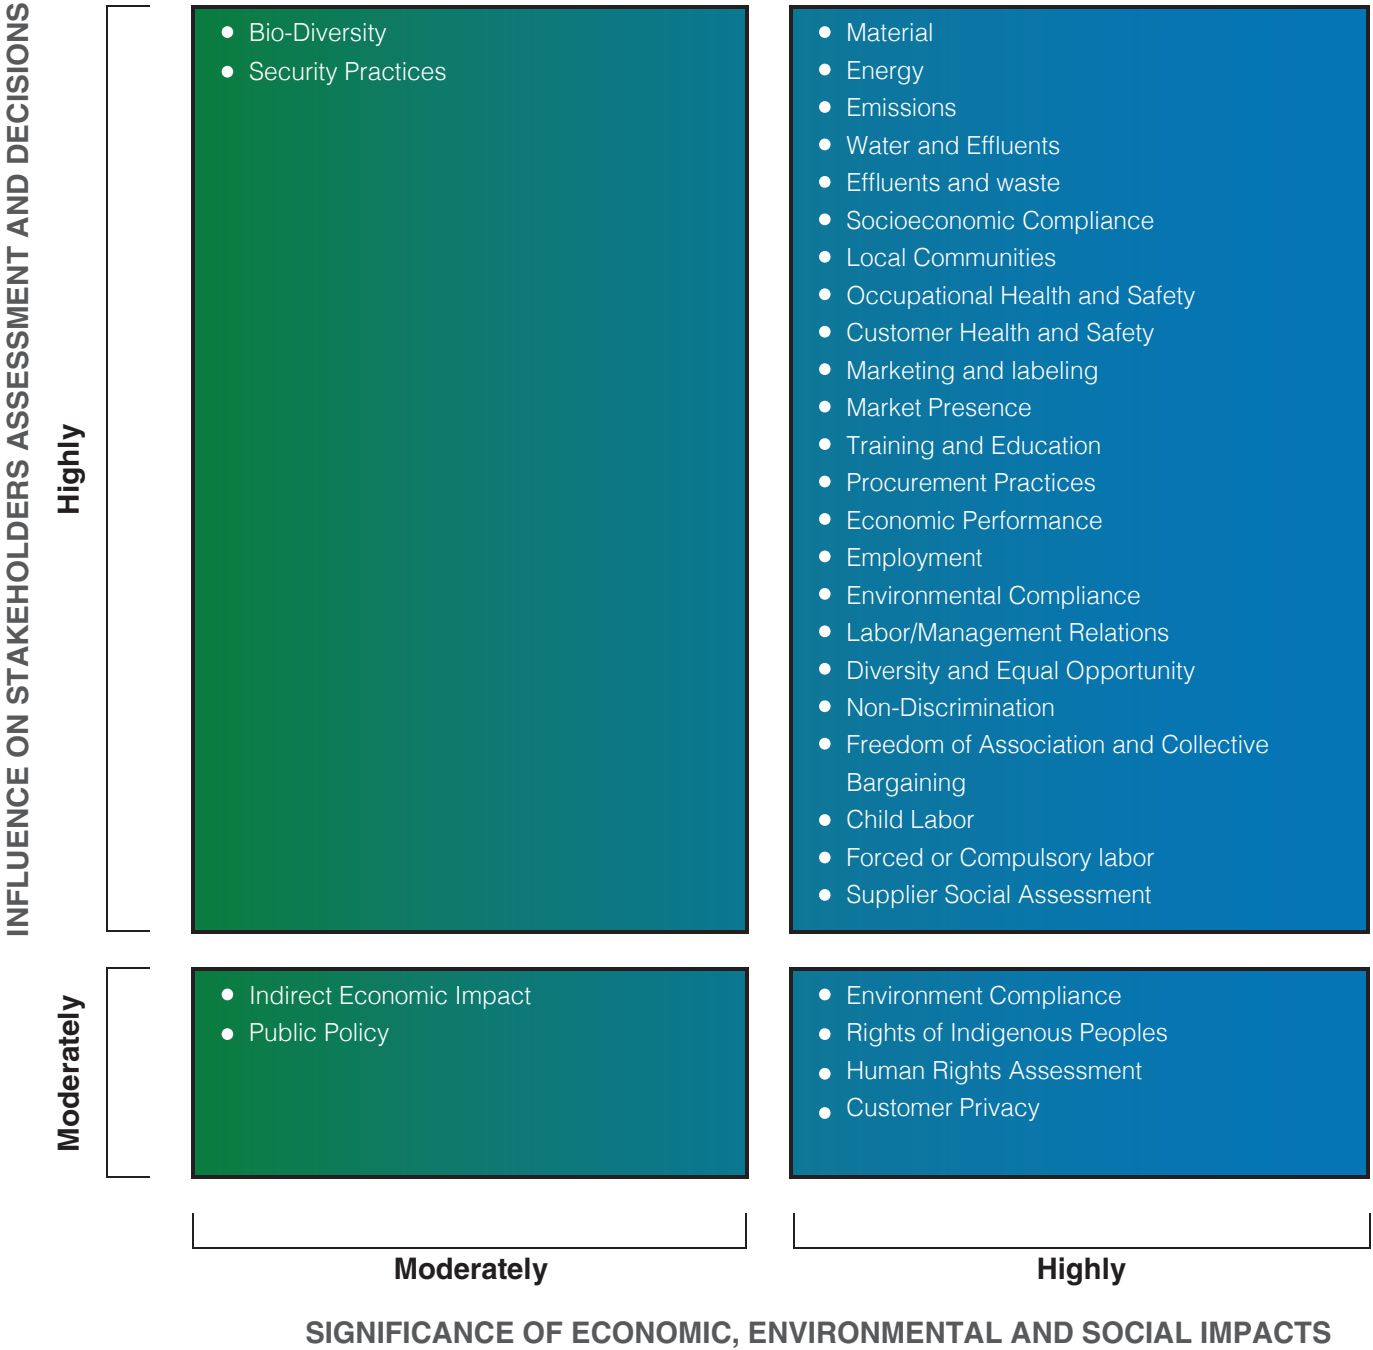 INFLUENCE ON STAKEHOLDERS ASSESSMENT AND DECISIONS
Highly
Bio-Diversity
Security Practices
Material
Energy
Emissions
Water and Effluents
Effluents and waste
Socioeconomic Compliance
Local Communities
Occupational Health and Safety
Customer Health and Safety
Marketing and labeling
Market Presence
Training and Education
Procurement Practices
Economic Performance
Employment
Environmental Compliance
Labor/Management Relations
Diversity and Equal Opportunity
Non-Discrimination
Freedom of Association and Collective
Bargaining
Child Labor
Forced or Compulsory labor
Supplier Social Assessment
Moderately
Indirect Economic Impact
Public Policy
Environment Compliance
Rights of Indigenous Peoples
Human Rights Assessment
Customer Privacy
Moderately
Highly
SIGNIFICANCE OF ECONOMIC, ENVIRONMENTAL AND SOCIAL IMPACTS